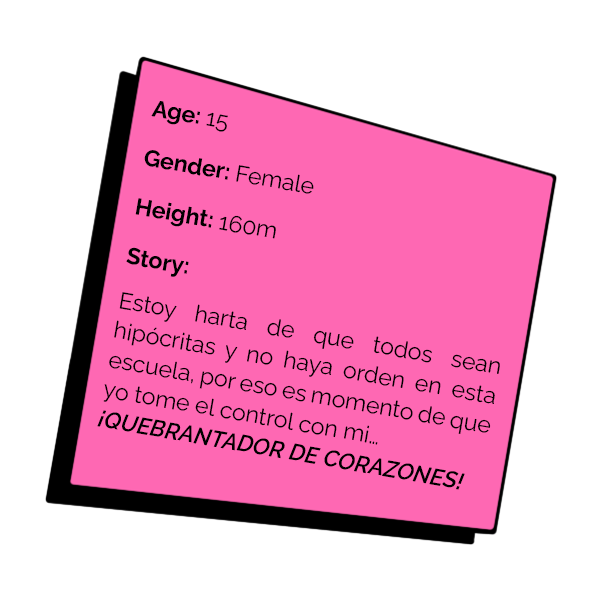 Age: 15
Gender: Female
Height: 160m
Story:
Estoy harta de que todos sean
hipócritas y no haya orden en esta
escuela, por eso es momento de que
yo tome el control con mi...
¡QUEBRANTADOR DE CORAZONES!